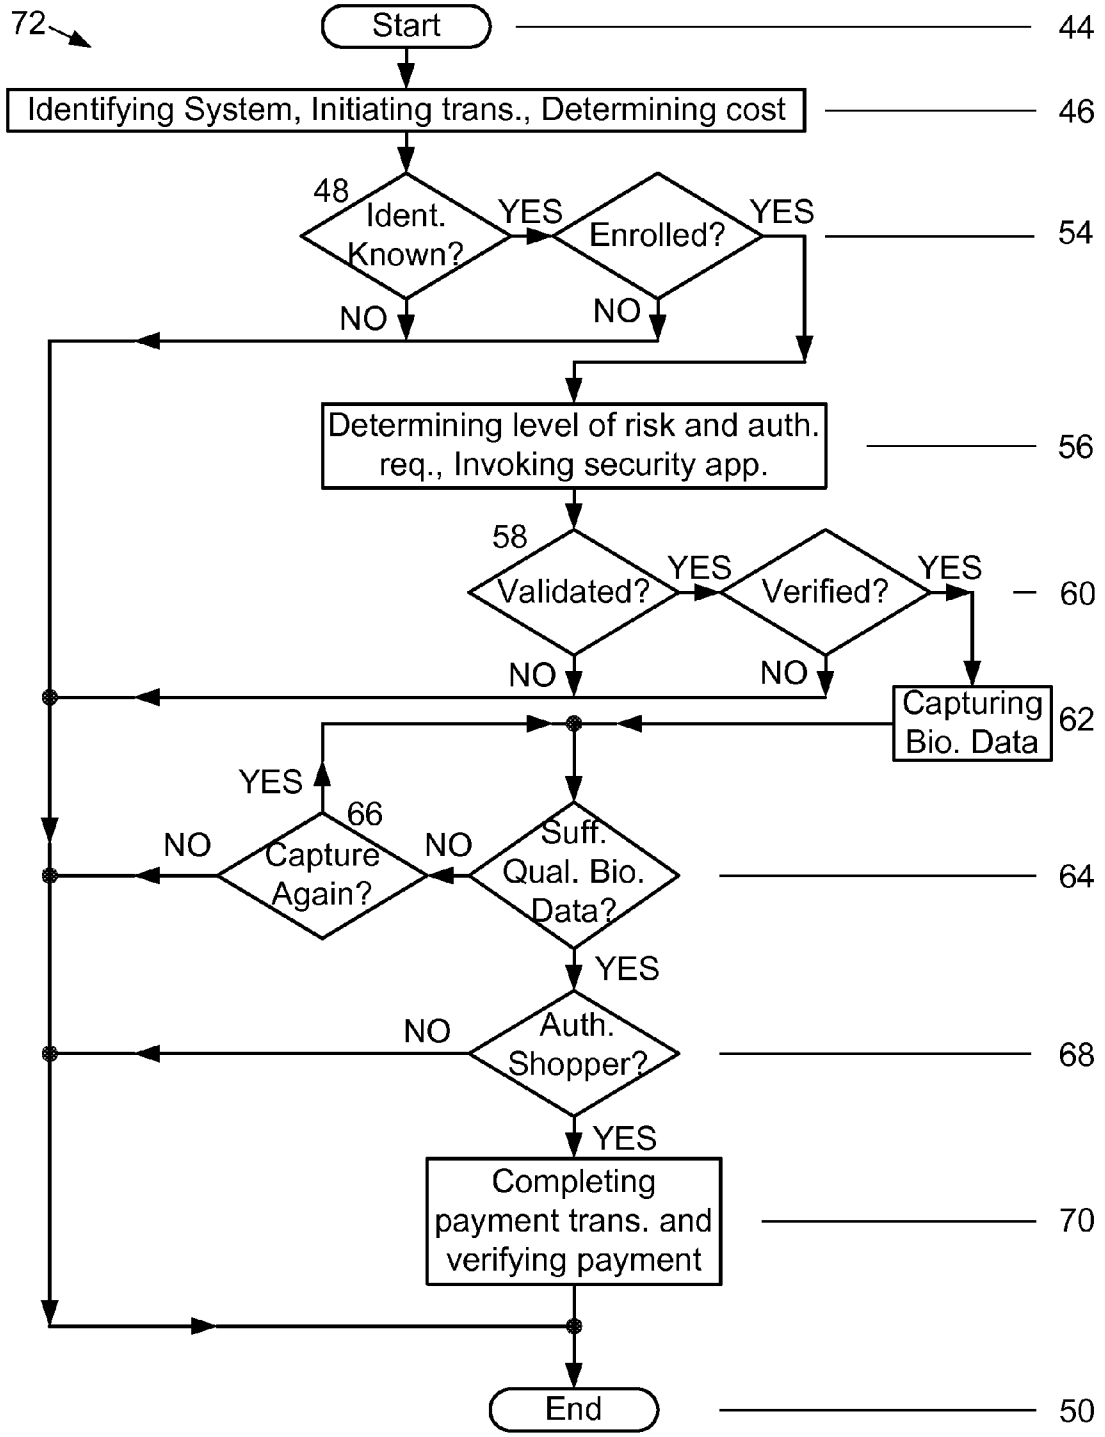 72
Start
44
Identifying System, Initiating trans., Determining cost
46
48
Ident.
Known?
YES
Enrolled?
YES
54
NO
NO
Determining level of risk and auth.
req., Invoking security app.
56
58
Validated?
YES
Verified?
YES
60
NO
NO
Capturing
Bio. Data
62
YES
66
NO
Capture
Again?
NO
Suff.
Qual. Bio.
Data?
64
YES
NO
Auth.
Shopper?
68
YES
Completing
payment trans. and
verifying payment
70
End
50